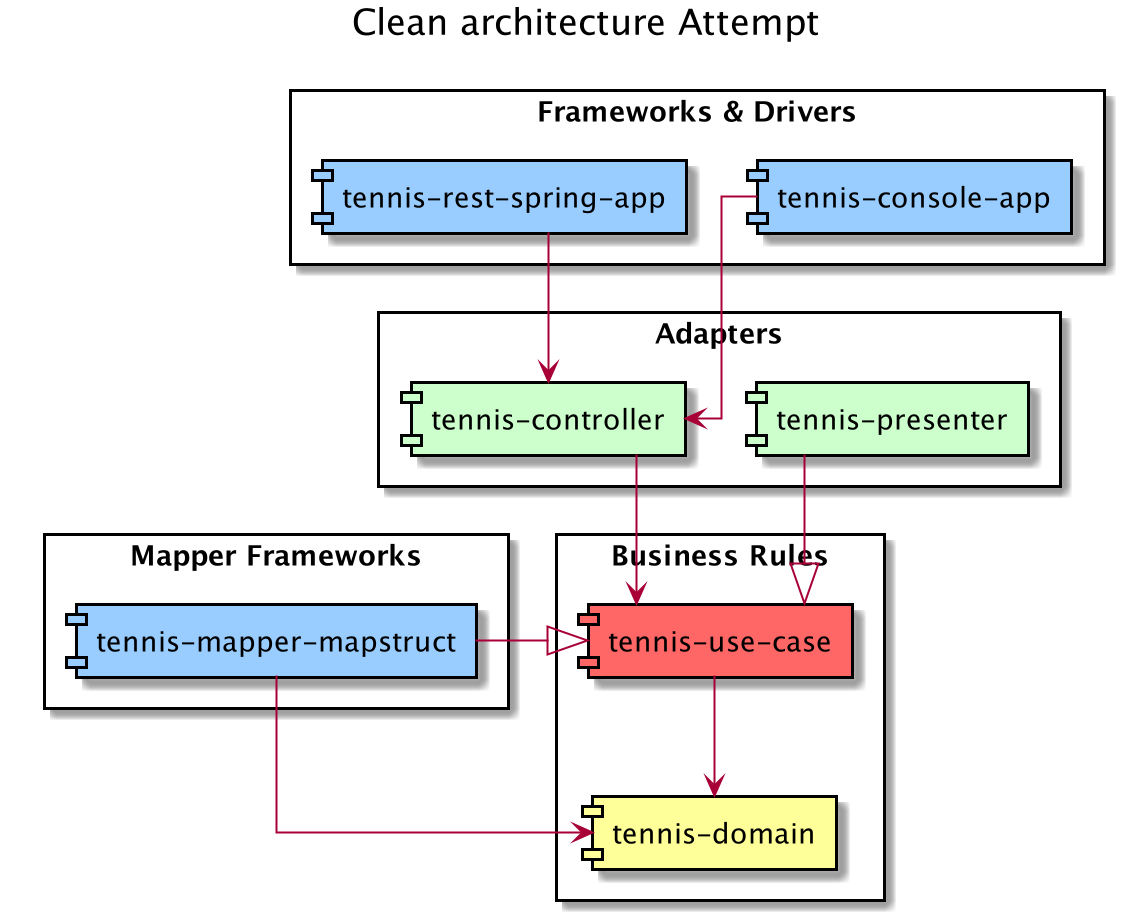 Clean architecture Attempt
Frameworks & Drivers
tennis-rest-spring-app
tennis-console-app
Adapters
tennis-controller
tennis-presenter
Mapper Frameworks
Business Rules
tennis-mapper-mapstruct
tennis-use-case
tennis-domain